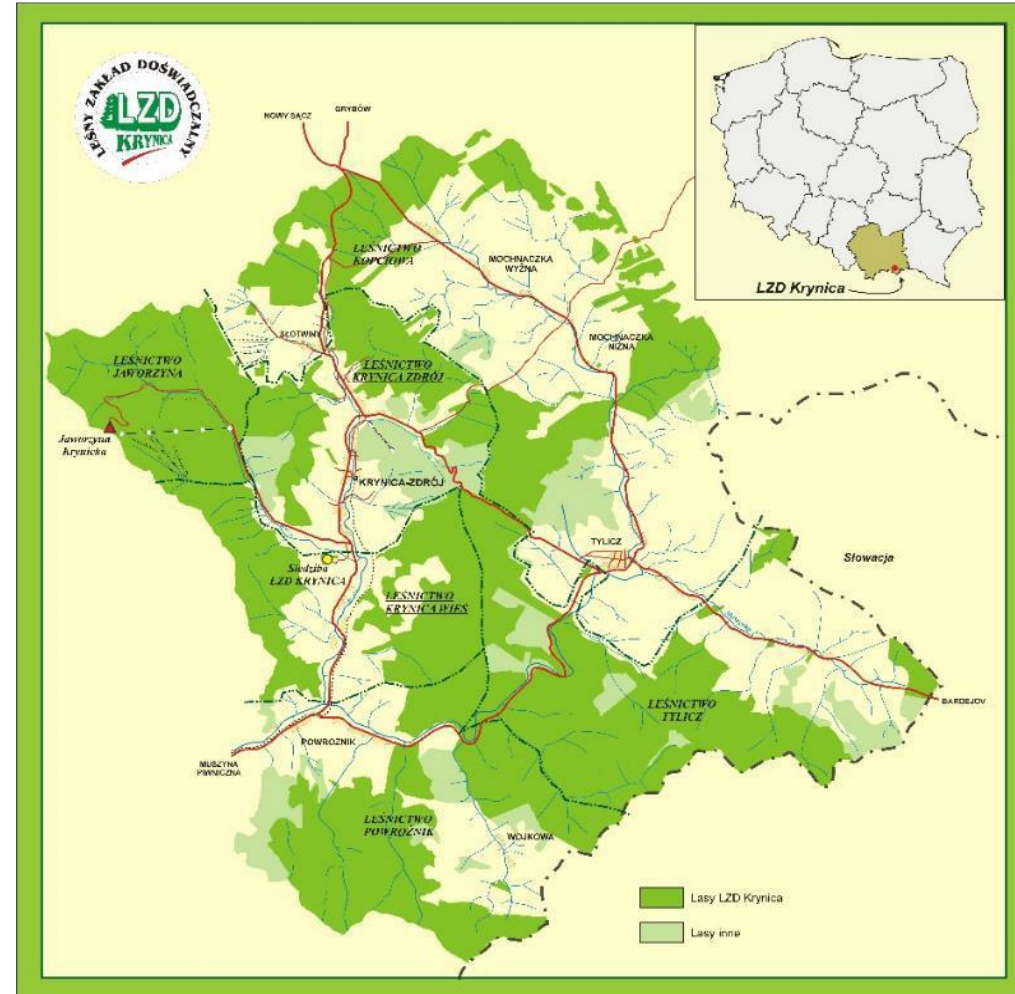 LEŚNY ZAKŁAD DOŚWIADCZALNY
LZD
KRYNICA
NOWY SĄCZ
GRYBÓW
LZD Krynica
LEŚNICTWO
KOPCIOWA
MOCHNACZKA
WYŻNA
SŁOTWINY
MOCHNACZKA
NIŻNA
LEŚNICTWO
JAWORZYNA
LEŚNICTWO
KRYNICA ZDRÓJ
Jaworzyna
Krynicka
KRYNICA-ZDRÓJ
TYLICZ
Słowacja
Siedziba
LZD KRYNICA
LEŚNICTWO
KRYNICA WIEŚ
LEŚNICTWO
TYLICZ
BARDEJOV
POWROŹNIK
MUSZYNA
PIWNICZNA
LEŚNICTWO
POWROŹNIK
WOJKOWA
Lasy LZD Krynica
Lasy inne